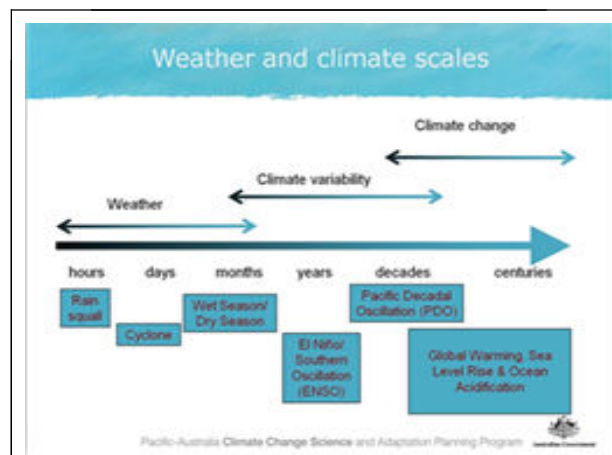 Weather and climate scales
Climate change
Climate variability
Weather
hours days months years decades centuries
Rain
squall
Cyclone
Wet Season/
Dry Season
El Niño/
Southern
Oscillation
(ENSO)
Pacific Decadal
Oscillation (PDO)
Global Warming, Sea
Level Rise & Ocean
Acidification
Pacific-Australia Climate Change Science and Adaptation Planning Program
Australian Government